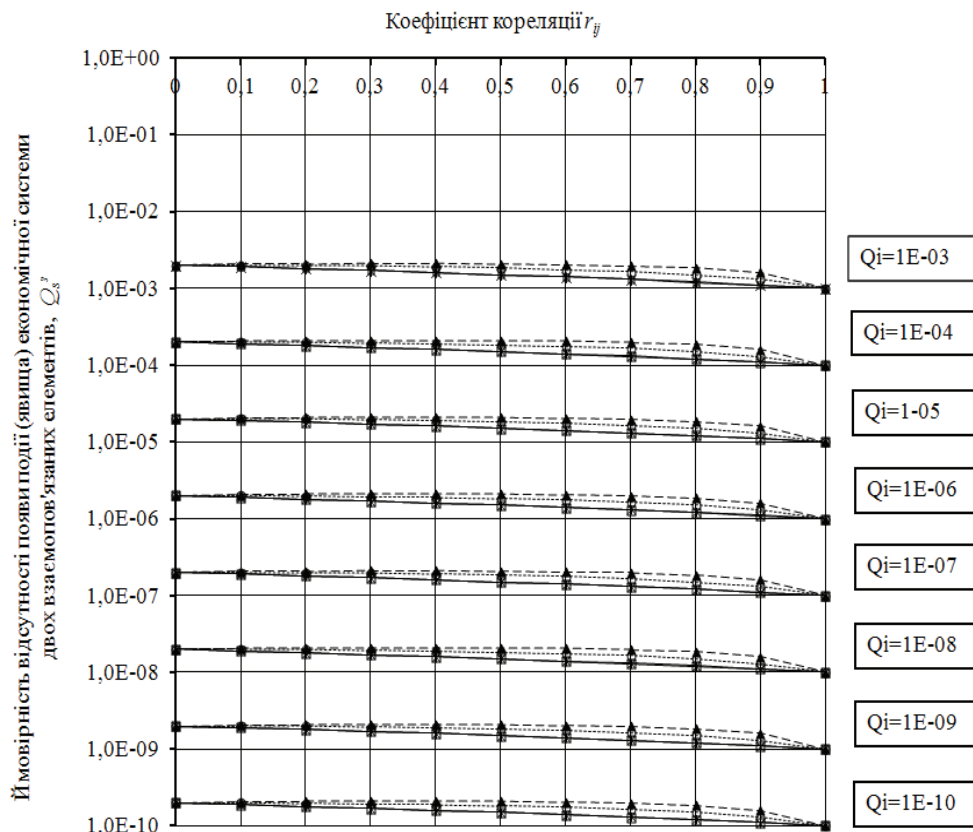 Коефіцієнт кореляції r_ij
1,0E+00
0 0,1 0,2 0,3 0,4 0,5 0,6 0,7 0,8 0,9 1
1,0E-01
1,0E-02
1,0E-03
1,0E-04
1,0E-05
1,0E-06
1,0E-07
1,0E-08
1,0E-09
1,0E-10
Ймовірність відсутності появи події (явища) економічної системи
двох взаємопов'язаних елементів, Q_s^з
Qi=1E-03
Qi=1E-04
Qi=1-05
Qi=1E-06
Qi=1E-07
Qi=1E-08
Qi=1E-09
Qi=1E-10